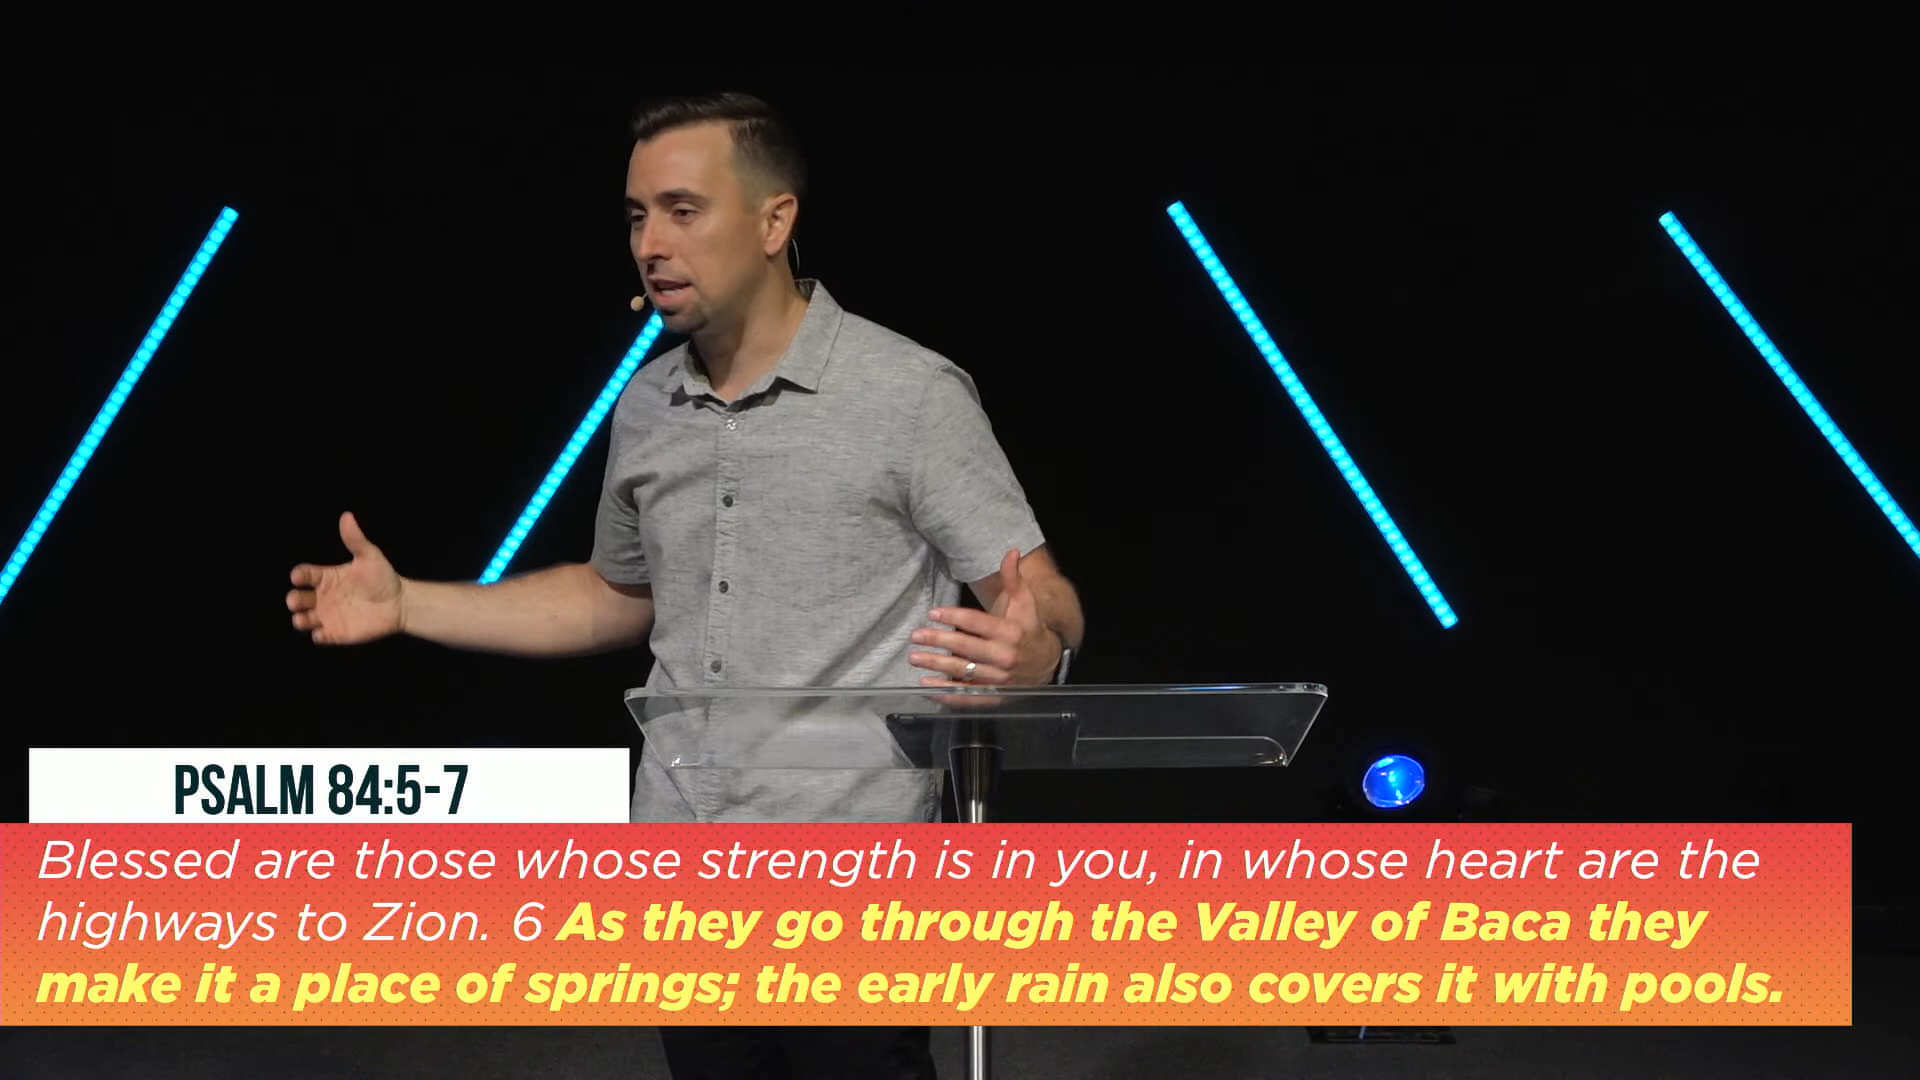 PSALM 84:5-7
Blessed are those whose strength is in you, in whose heart are the
highways to Zion. 6 As they go through the Valley of Baca they
make it a place of springs; the early rain also covers it with pools.